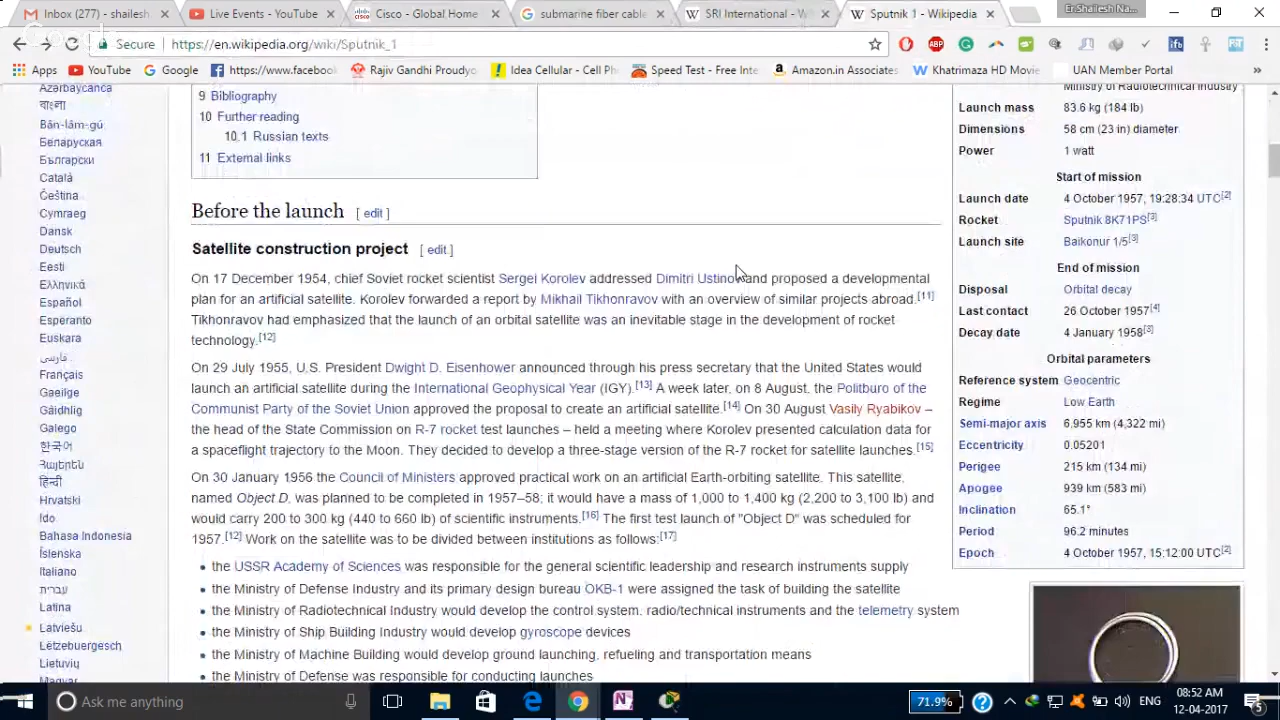 Inbox (277) - shailesh
Live Events - YouTube
Cisco - Global Home
submarine fiber cable
SRI International - W
Sputnik 1 - Wikipedia
Er.Shailesh Na...
Secure
https://en.wikipedia.org/wiki/Sputnik_1
Apps
YouTube
Google
https://www.facebook
Rajiv Gandhi Proudyo
Idea Cellular - Cell Ph
Speed Test - Free Inte
Amazon.in Associates
Khatrimaza HD Movie
UAN Member Portal
Azərbaycanca
বাংলা
Bân-lâm-gú
Беларуская
Български
Català
Čeština
Cymraeg
Dansk
Deutsch
Eesti
Ελληνικά
Español
Esperanto
Euskara
فارسی
Français
Gaeilge
Gàidhlig
Galego
한국어
Հայերեն
हिन्दी
Hrvatski
Ido
Bahasa Indonesia
Íslenska
Italiano
עברית
Latina
Latviešu
Lëtzebuergesch
Lietuvių
Magyar
9 Bibliography
10 Further reading
10.1 Russian texts
11 External links
Before the launch [ edit ]
Satellite construction project [ edit ]
On 17 December 1954, chief Soviet rocket scientist Sergei Korolev addressed Dimitri Ustinov and proposed a developmental
plan for an artificial satellite. Korolev forwarded a report by Mikhail Tikhonravov with an overview of similar projects abroad.[11]
Tikhonravov had emphasized that the launch of an orbital satellite was an inevitable stage in the development of rocket
technology.[12]
On 29 July 1955, U.S. President Dwight D. Eisenhower announced through his press secretary that the United States would
launch an artificial satellite during the International Geophysical Year (IGY).[13] A week later, on 8 August, the Politburo of the
Communist Party of the Soviet Union approved the proposal to create an artificial satellite.[14] On 30 August Vasily Ryabikov –
the head of the State Commission on R-7 rocket test launches – held a meeting where Korolev presented calculation data for
a spaceflight trajectory to the Moon. They decided to develop a three-stage version of the R-7 rocket for satellite launches.[15]
On 30 January 1956 the Council of Ministers approved practical work on an artificial Earth-orbiting satellite. This satellite,
named Object D, was planned to be completed in 1957–58; it would have a mass of 1,000 to 1,400 kg (2,200 to 3,100 lb) and
would carry 200 to 300 kg (440 to 660 lb) of scientific instruments.[16] The first test launch of "Object D" was scheduled for
1957.[12] Work on the satellite was to be divided between institutions as follows:[17]
• the USSR Academy of Sciences was responsible for the general scientific leadership and research instruments supply
• the Ministry of Defense Industry and its primary design bureau OKB-1 were assigned the task of building the satellite
• the Ministry of Radiotechnical Industry would develop the control system, radio/technical instruments and the telemetry system
• the Ministry of Ship Building Industry would develop gyroscope devices
• the Ministry of Machine Building would develop ground launching, refueling and transportation means
• the Ministry of Defense was responsible for conducting launches
Ministry of Radiotechnical Industry
Launch mass 83.6 kg (184 lb)
Dimensions 58 cm (23 in) diameter
Power 1 watt
Start of mission
Launch date 4 October 1957, 19:28:34 UTC[2]
Rocket Sputnik 8K71PS[3]
Launch site Baikonur 1/5[3]
End of mission
Disposal Orbital decay
Last contact 26 October 1957[4]
Decay date 4 January 1958[3]
Orbital parameters
Reference system Geocentric
Regime Low Earth
Semi-major axis 6,955 km (4,322 mi)
Eccentricity 0.05201
Perigee 215 km (134 mi)
Apogee 939 km (583 mi)
Inclination 65.1°
Period 96.2 minutes
Epoch 4 October 1957, 15:12:00 UTC[2]
Ask me anything
71.9%
ENG
08:52 AM
12-04-2017
5